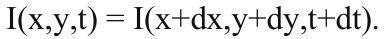 I(x,y,t) = I(x+dx,y+dy,t+dt).